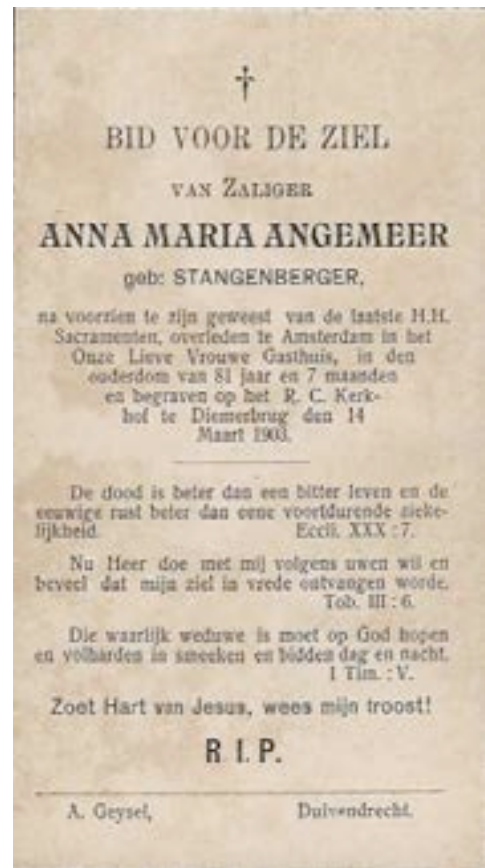 BID VOOR DE ZIEL
VAN ZALIGER
ANNA MARIA ANGEMEER
geb: STANGENBERGER,
na voorzien te zijn geweest van de laatste H.H.
Sacramenten, overleden te Amsterdam in het
Onze Lieve Vrouwe Gasthuis, in den
ouderdom van 81 jaar en 7 maanden
en begraven op het R. C. Kerk-
hof te Diemerbrug den 14
Maart 1903.
De dood is beter dan een bitter leven en de
eeuwige rust beter dan eene voortdurende zieke-
lijkheid. Eccli. XXX : 7.
Nu Heer doe met mij volgens uwen wil en
beveel dat mijn ziel in vrede ontvangen worde.
Tob. III : 6.
Die waarlijk weduwe is moet op God hopen
en volharden in smeeken en bidden dag en nacht.
I Tim. : V.
Zoet Hart van Jesus, wees mijn troost!
R. I. P.
A. Geysel, Duivendrecht.